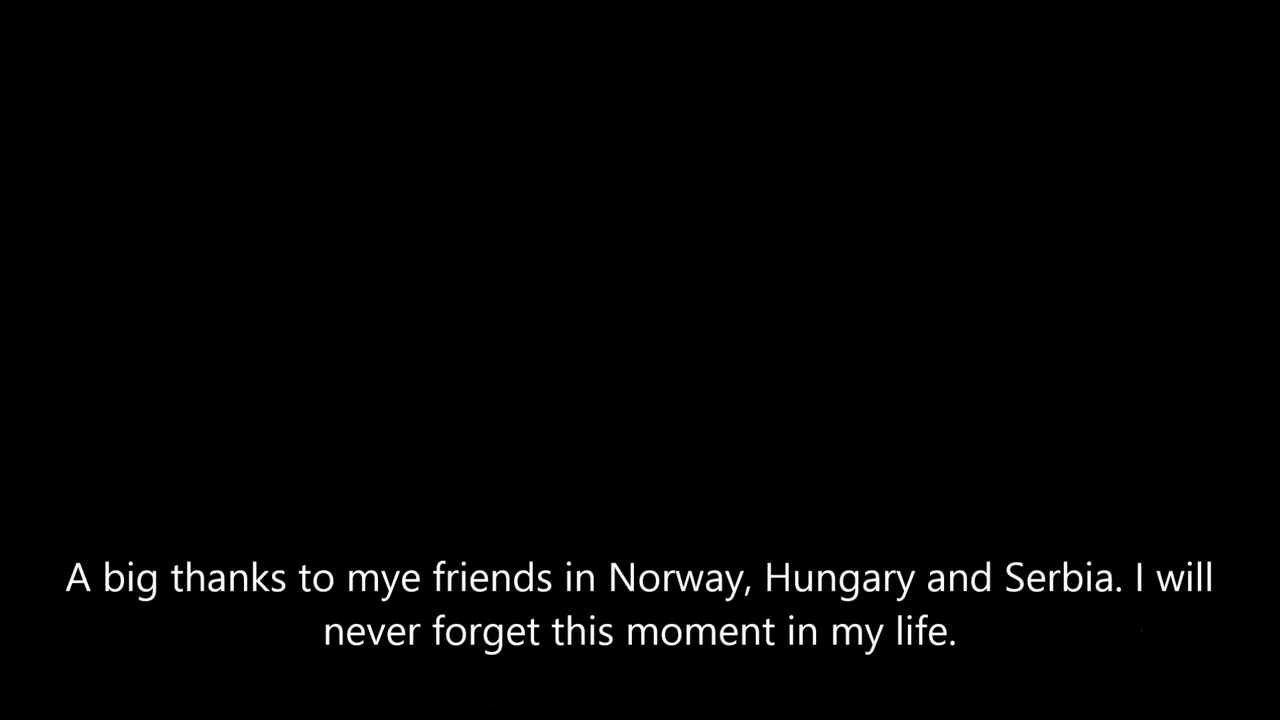 A big thanks to mye friends in Norway, Hungary and Serbia. I will
never forget this moment in my life.